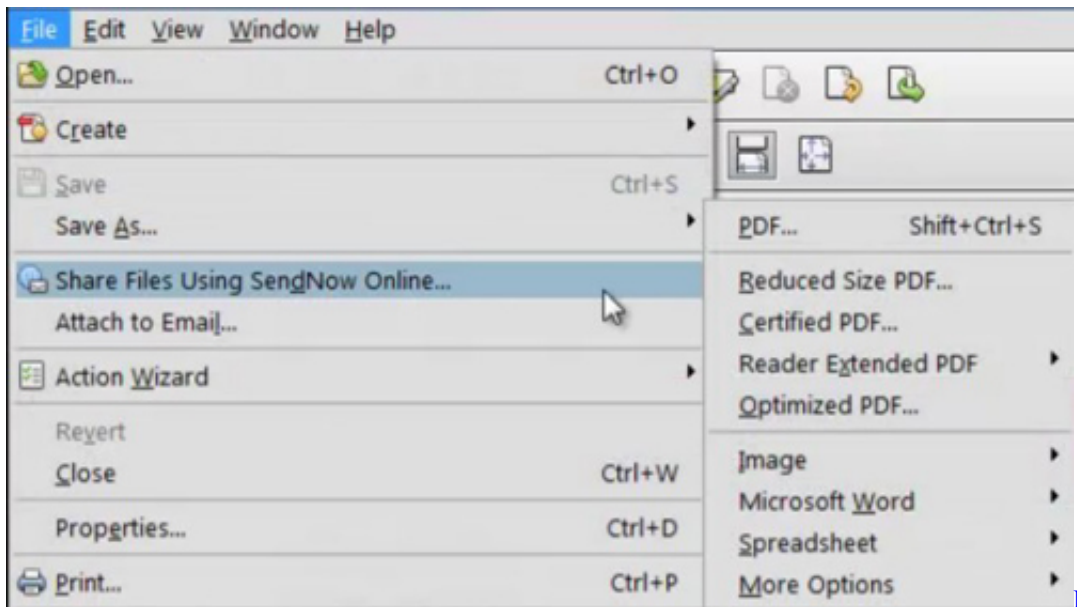 File Edit View Window Help
Open... Ctrl+O
Create
Save Ctrl+S
Save As...
Share Files Using SendNow Online...
Attach to Email...
Action Wizard
Revert
Close Ctrl+W
Properties... Ctrl+D
Print... Ctrl+P
PDF... Shift+Ctrl+S
Reduced Size PDF...
Certified PDF...
Reader Extended PDF
Optimized PDF...
Image
Microsoft Word
Spreadsheet
More Options